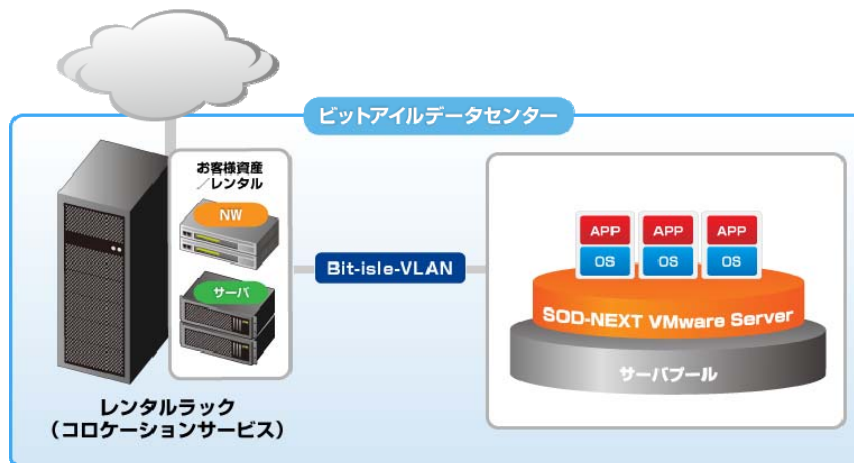 ビットアイルデータセンター
お客様資産
／レンタル
NW
サーバ
レンタルラック
（コロケーションサービス）
Bit-isle-VLAN
APP APP APP
OS OS OS
SOD-NEXT VMware Server
サーバプール